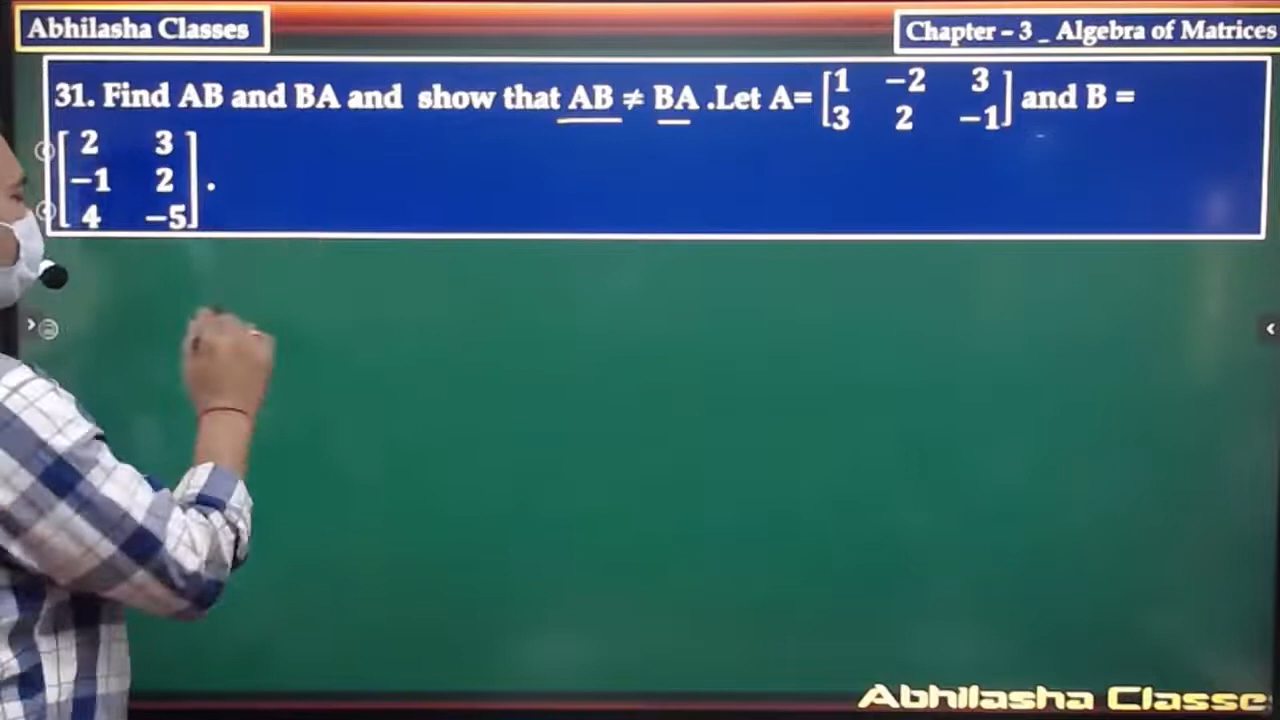 Abhilasha Classes
Chapter – 3 _ Algebra of Matrices
31. Find AB and BA and show that AB ≠ BA .Let A= [1 −2 3
3 2 −1] and B =
[2 3
−1 2
4 −5] .
Abhilasha Classe